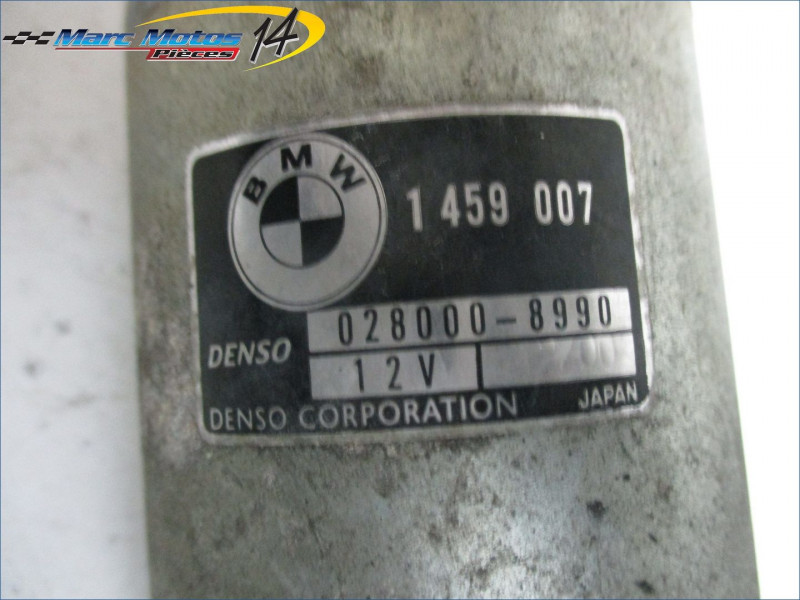 Marc Motos 14
Pièces
BMW
1 459 007
028000-8990
DENSO
12V
DENSO CORPORATION JAPAN